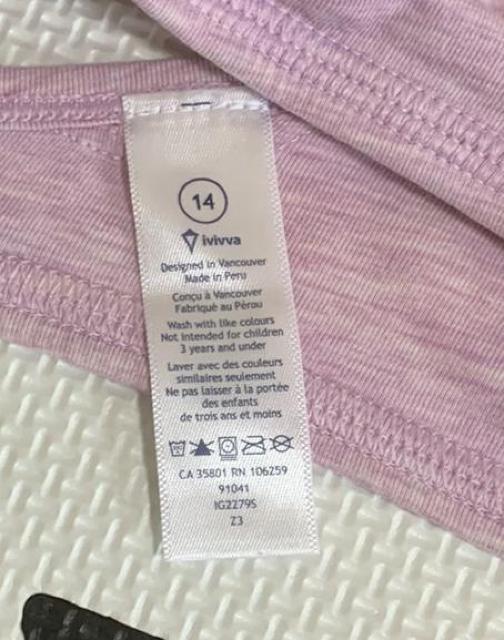 14
ivivva
Designed in Vancouver
Made in Peru
Conçu à Vancouver
Fabriqué au Pérou
Wash with like colours
Not intended for children
3 years and under
Laver avec des couleurs
similaires seulement
Ne pas laisser à la portée
des enfants
de trois ans et moins
CA 35801 RN 106259
91041
IG2279S
Z3